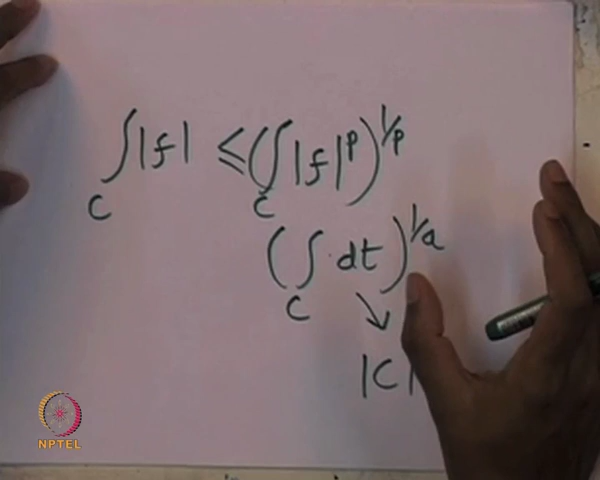 ∫_C |f| ≤ (∫_C |f|^p)^{1/p}
(∫_C dt)^{1/q}
↘
|C|
NPTEL